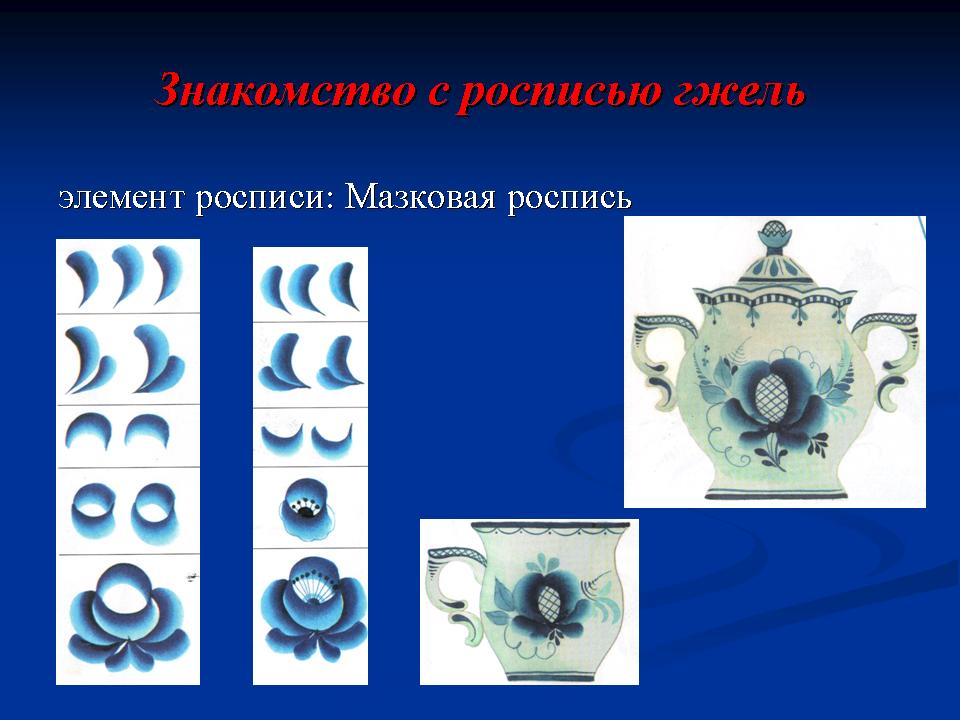 Знакомство с росписью гжель
элемент росписи: Мазковая роспись